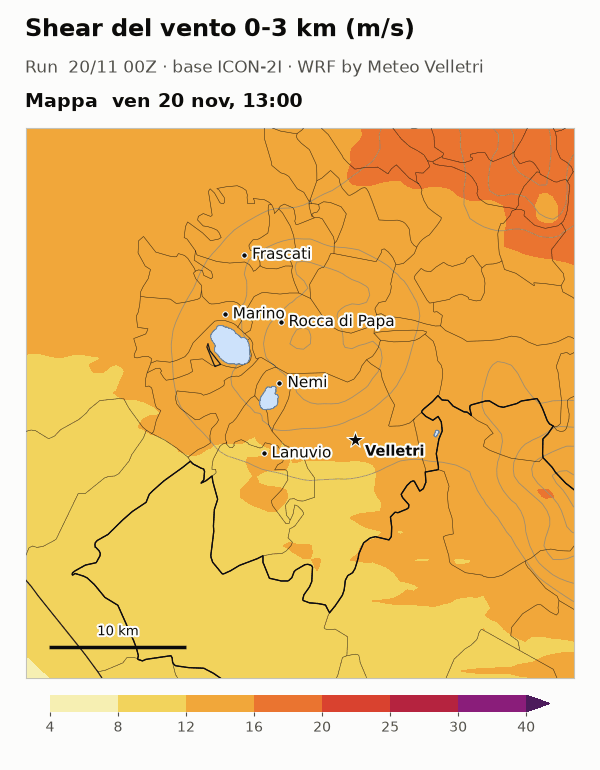 Shear del vento 0-3 km (m/s)
Run  20/11 00Z · base ICON-2I · WRF by Meteo Velletri
Mappa  ven 20 nov, 13:00
Frascati
Marino
Rocca di Papa
Nemi
Velletri
Lanuvio
10 km
4 8 12 16 20 25 30 40